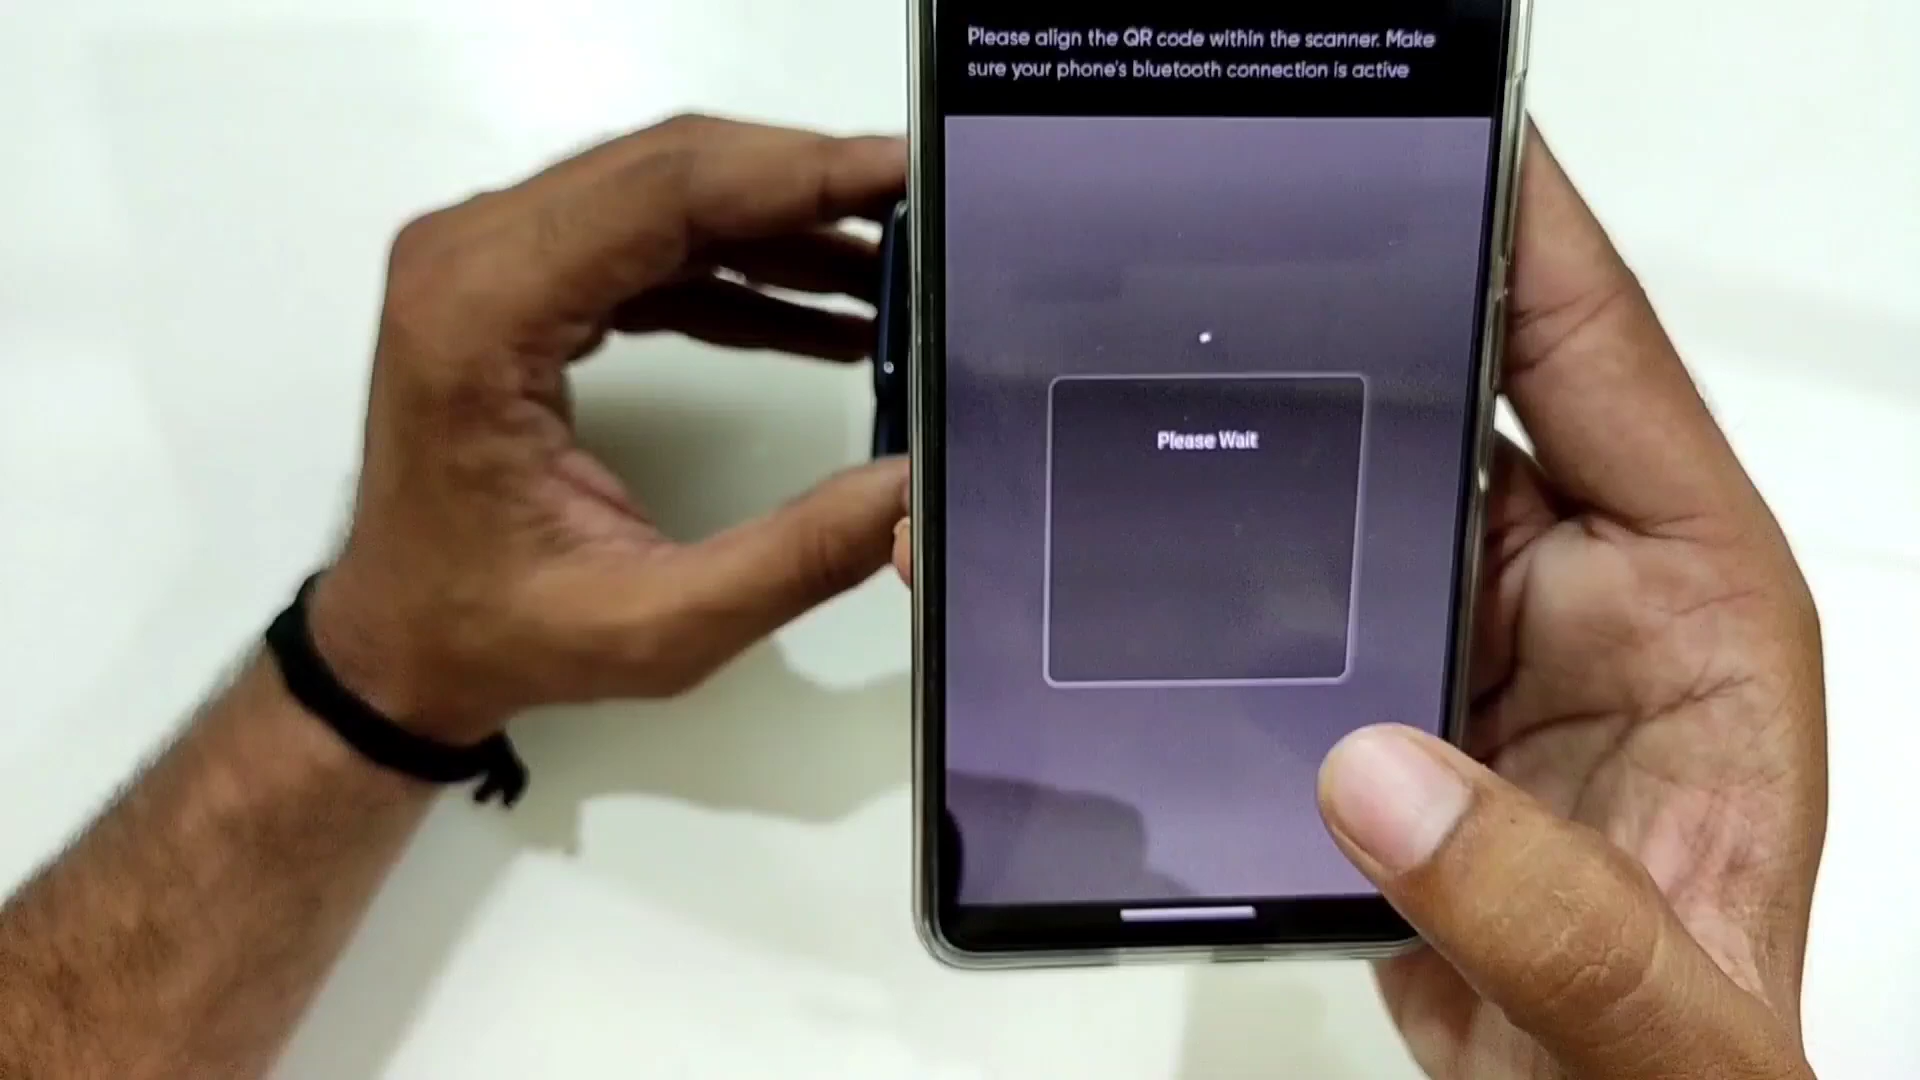 Please align the QR code within the scanner. Make
sure your phone's bluetooth connection is active
Please Wait